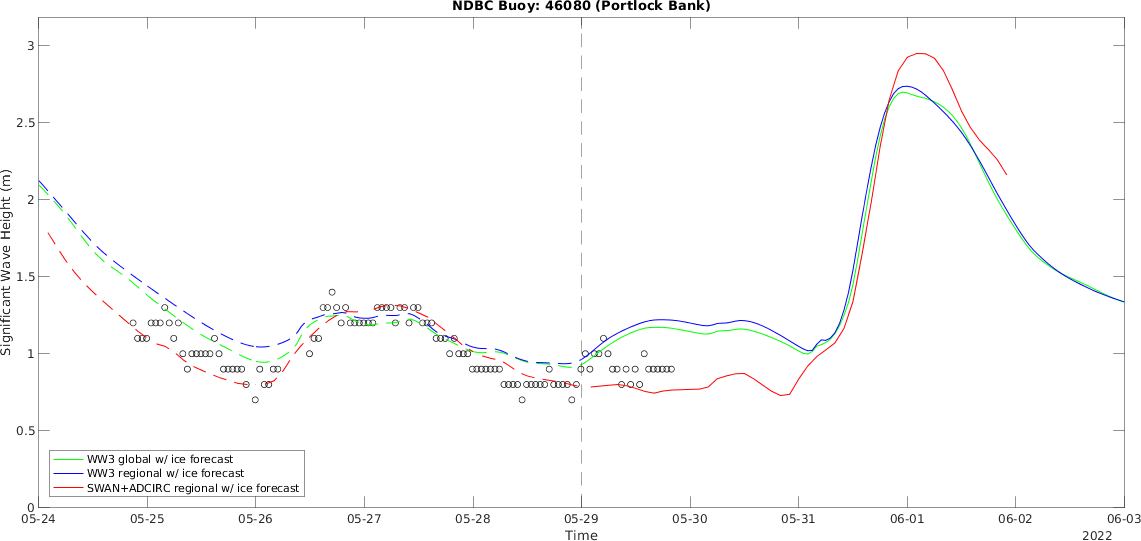 NDBC Buoy: 46080 (Portlock Bank)
Significant Wave Height (m)
3
2.5
2
1.5
1
0.5
0
WW3 global w/ ice forecast
WW3 regional w/ ice forecast
SWAN+ADCIRC regional w/ ice forecast
05-24 05-25 05-26 05-27 05-28 05-29 05-30 05-31 06-01 06-02 06-03
Time
2022